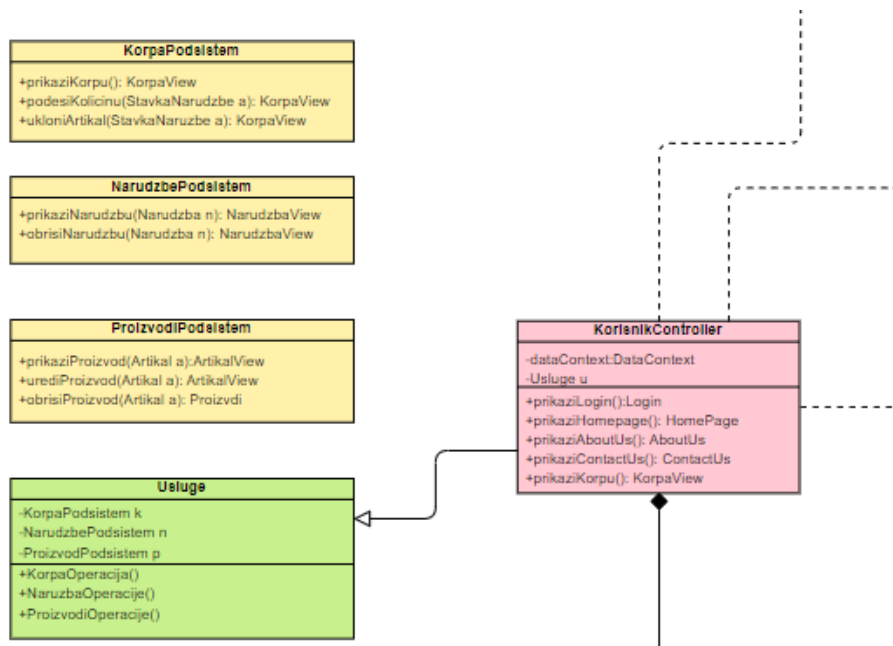 KorpaPodsistem
+prikaziKorpu(): KorpaView
+podesiKolicinu(StavkaNarudzbe a): KorpaView
+ukloniArtikal(StavkaNaruzbe a): KorpaView
NarudzbePodsistem
+prikaziNarudzbu(Narudzba n): NarudzbaView
+obrisiNarudzbu(Narudzba n): NarudzbaView
ProizvodiPodsistem
+prikaziProizvod(Artikal a):ArtikalView
+urediProizvod(Artikal a): ArtikalView
+obrisiProizvod(Artikal a): Proizvdi
Usluge
-KorpaPodsistem k
-NarudzbePodsistem n
-ProizvodPodsistem p
+KorpaOperacija()
+NaruzbaOperacije()
+ProizvodiOperacije()
KorisnikController
-dataContext:DataContext
-Usluge u
+prikaziLogin():Login
+prikaziHomepage(): HomePage
+prikaziAboutUs(): AboutUs
+prikaziContactUs(): ContactUs
+prikaziKorpu(): KorpaView